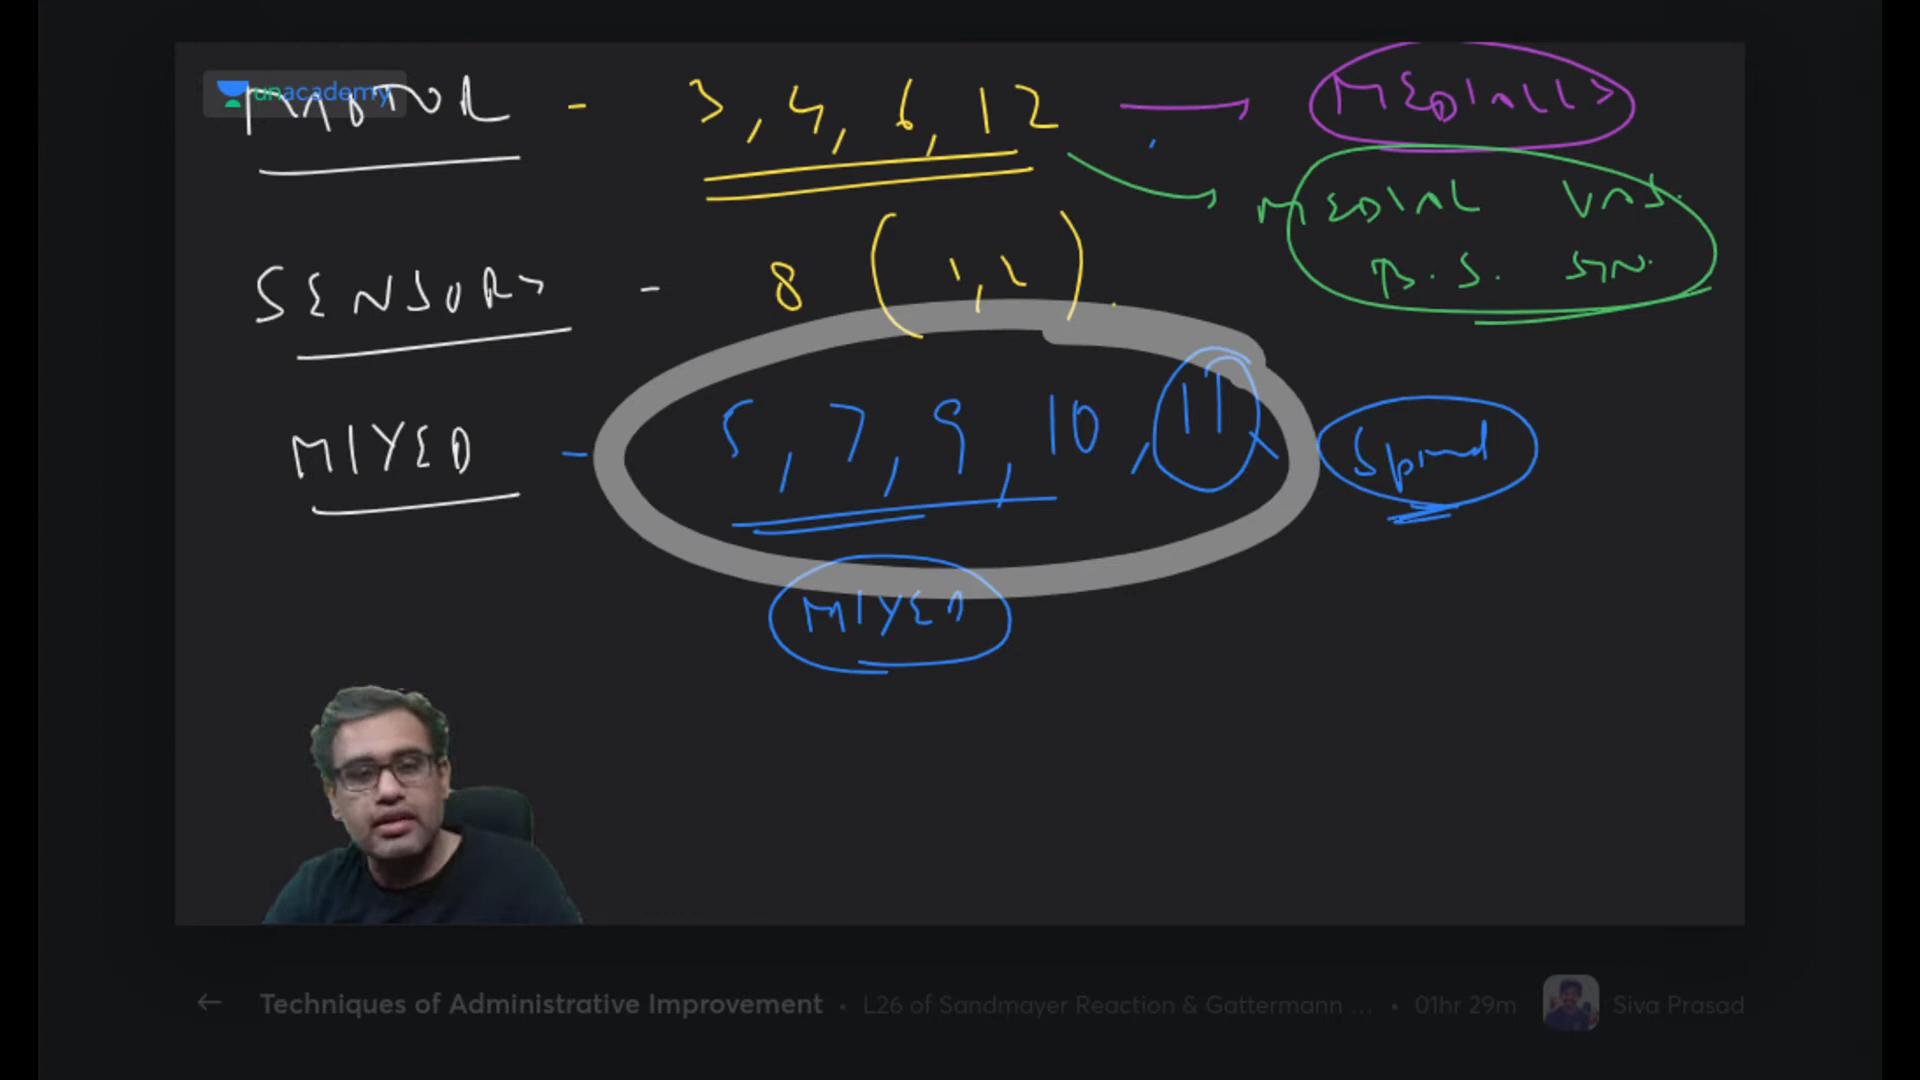 unacademy
MOTOR - 3, 4, 6, 12 → MEDIALLY
MEDIAL VAS.
B.S. SYN.
SENSORY - 8 (1,2).
MIXED - 5, 7, 9, 10, 11 Spinal
MIXED
← Techniques of Administrative Improvement • L26 of Sandmayer Reaction & Gattermann ... • 01hr 29m Siva Prasad